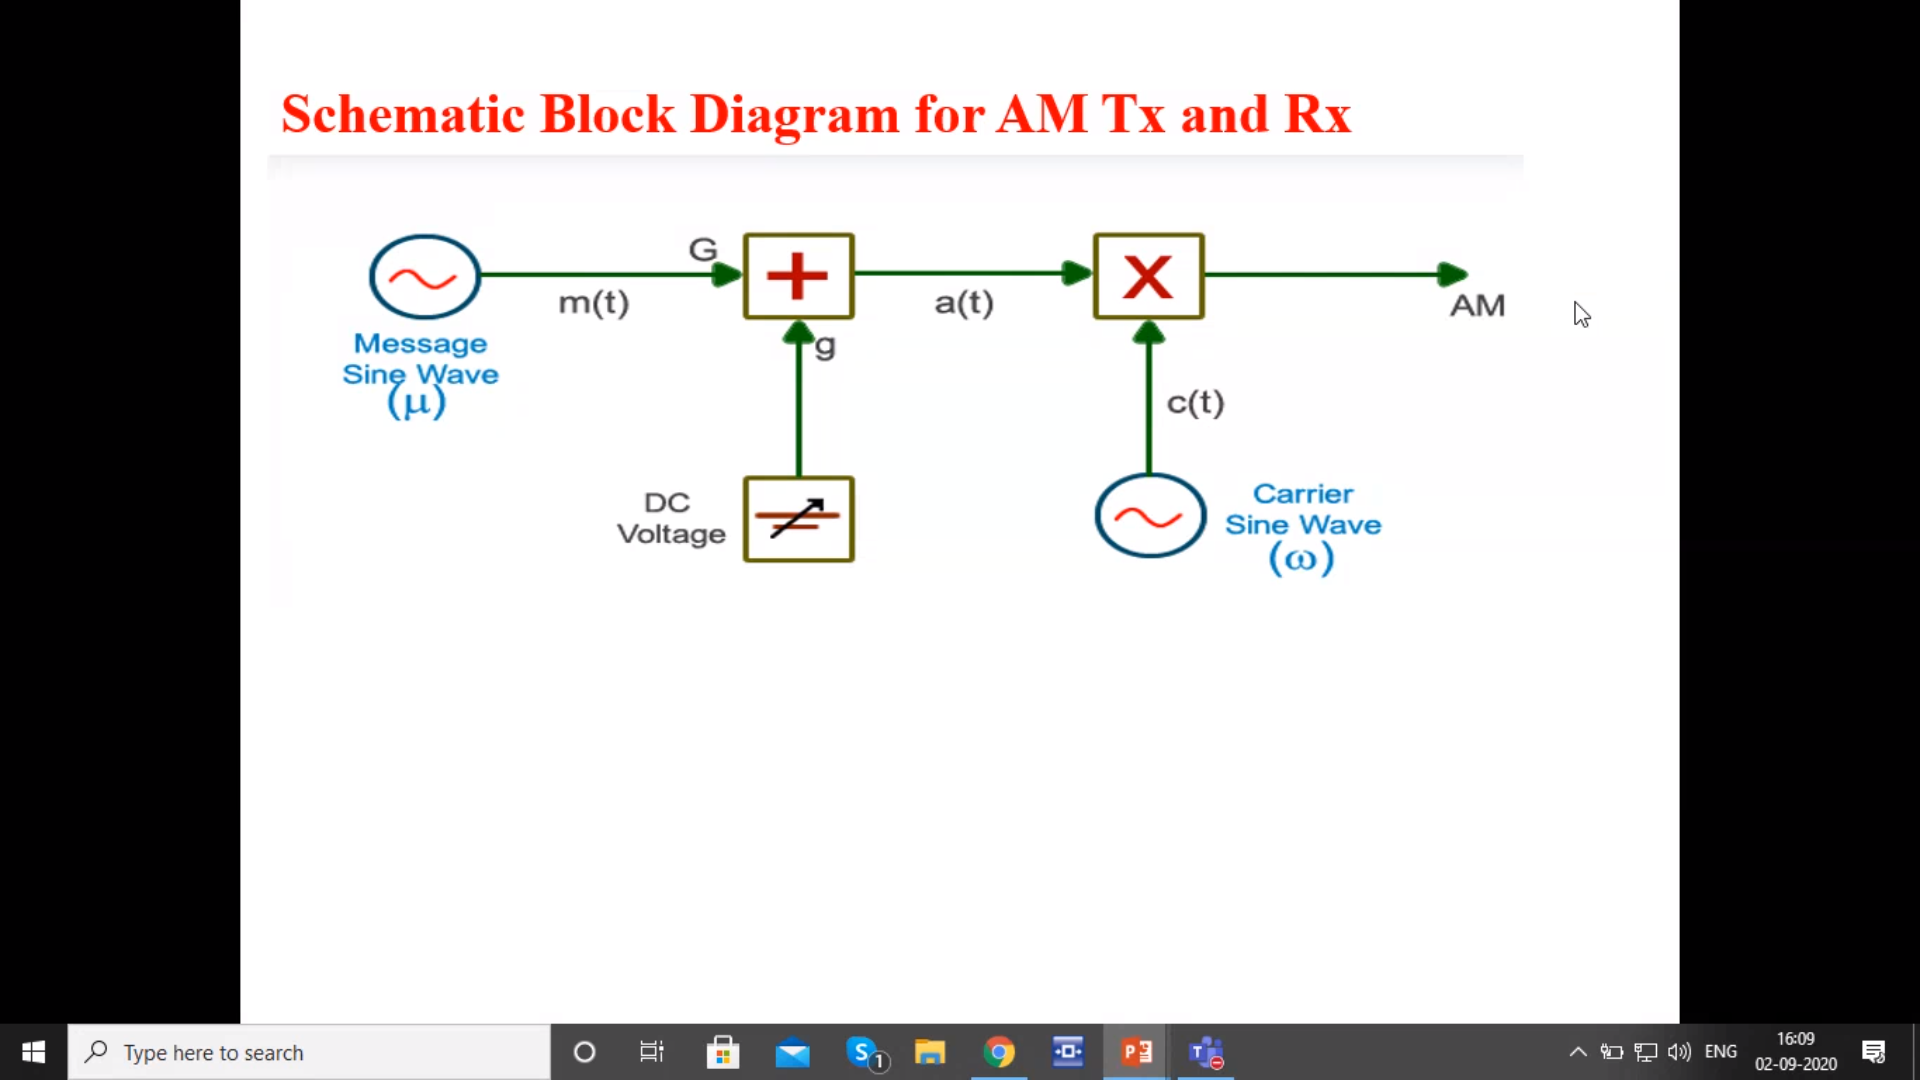 Schematic Block Diagram for AM Tx and Rx
G
m(t)
a(t)
AM
Message
Sine Wave
(μ)
g
c(t)
DC
Voltage
Carrier
Sine Wave
(ω)
Type here to search
S 1
P
T
ENG
16:09
02-09-2020